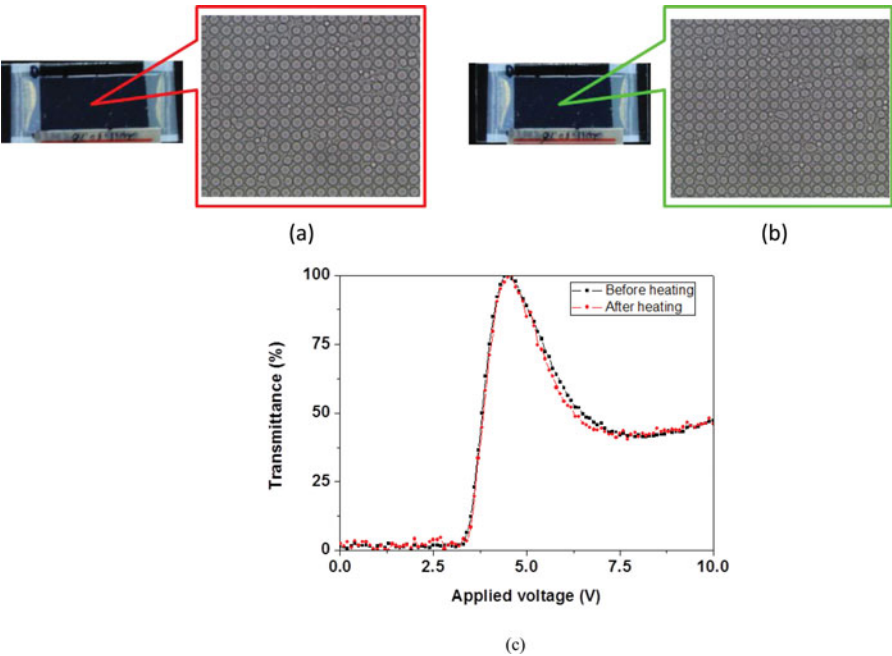 (a)
(b)
100
75
50
25
0
Transmittance (%)
Before heating
After heating
0.0 2.5 5.0 7.5 10.0
Applied voltage (V)
(c)